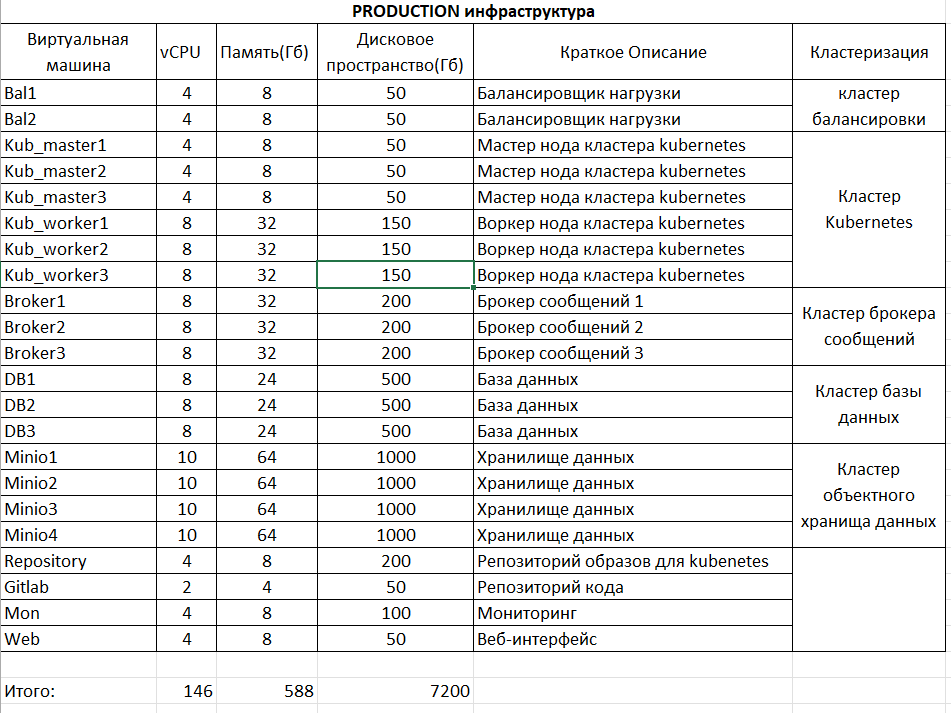 PRODUCTION инфраструктура
Виртуальная машина vCPU Память(Гб) Дисковое пространство(Гб) Краткое Описание Кластеризация
Bal1 4 8 50 Балансировщик нагрузки кластер
Bal2 4 8 50 Балансировщик нагрузки балансировки
Kub_master1 4 8 50 Мастер нода кластера kubernetes
Kub_master2 4 8 50 Мастер нода кластера kubernetes
Kub_master3 4 8 50 Мастер нода кластера kubernetes Кластер
Kub_worker1 8 32 150 Воркер нода кластера kubernetes Kubernetes
Kub_worker2 8 32 150 Воркер нода кластера kubernetes
Kub_worker3 8 32 150 Воркер нода кластера kubernetes
Broker1 8 32 200 Брокер сообщений 1 Кластер брокера
Broker2 8 32 200 Брокер сообщений 2 сообщений
Broker3 8 32 200 Брокер сообщений 3
DB1 8 24 500 База данных Кластер базы
DB2 8 24 500 База данных данных
DB3 8 24 500 База данных
Minio1 10 64 1000 Хранилище данных Кластер
Minio2 10 64 1000 Хранилище данных объектного
Minio3 10 64 1000 Хранилище данных храница данных
Minio4 10 64 1000 Хранилище данных
Repository 4 8 200 Репозиторий образов для kubenetes
Gitlab 2 4 50 Репозиторий кода
Mon 4 8 100 Мониторинг
Web 4 8 50 Веб-интерфейс
Итого: 146 588 7200